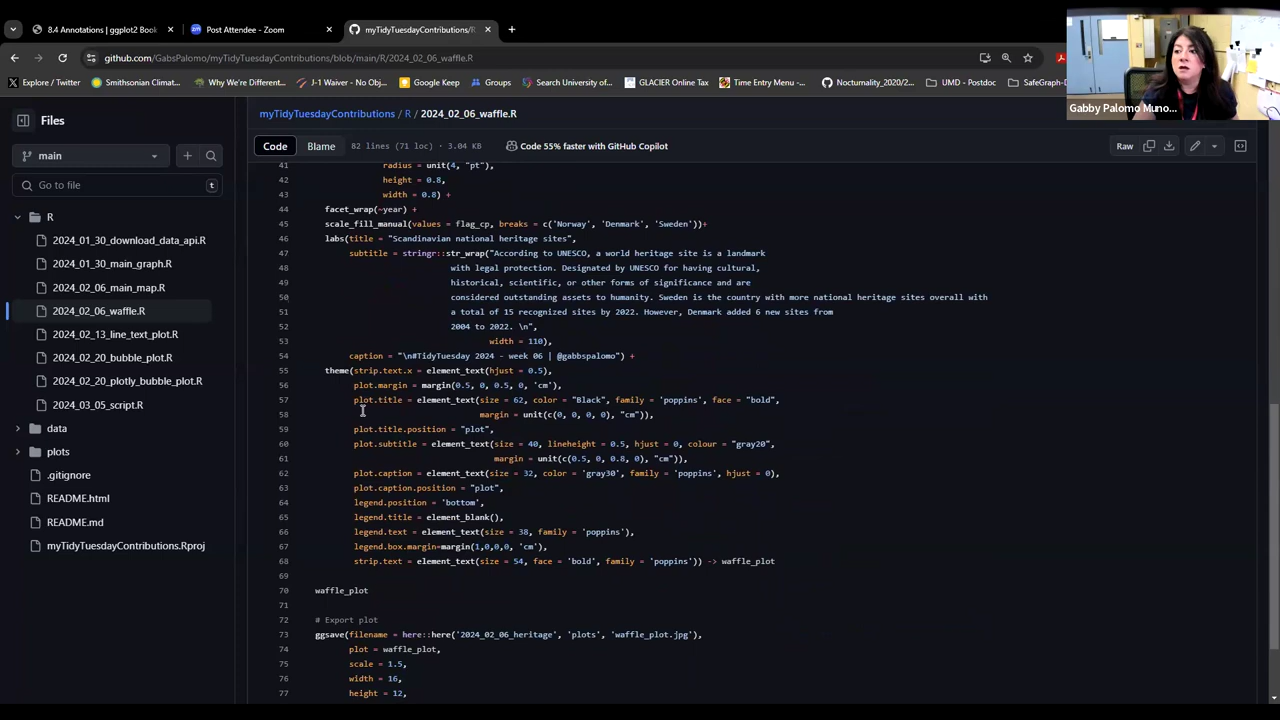 8.4 Annotations | ggplot2 Book
Post Attendee - Zoom
myTidyTuesdayContributions/R
github.com/GabsPalomo/myTidyTuesdayContributions/blob/main/R/2024_02_06_waffle.R
Explore / Twitter
Smithsonian Climati...
Why We're Different...
J-1 Waiver - No Obj...
Google Keep
AI apps
Search University of...
GLACIER Online Tax
Time Entry Menu -...
Nocturnality_2020/2...
UMD - Postdoc
SafeGraph-D
Gabby Palomo Muno...
Files
main
Go to file
t
R
2024_01_30_download_data_api.R
2024_01_30_main_graph.R
2024_02_06_main_map.R
2024_02_06_waffle.R
2024_02_13_line_text_plot.R
2024_02_20_bubble_plot.R
2024_02_20_plotly_bubble_plot.R
2024_03_05_script.R
data
plots
.gitignore
README.html
README.md
myTidyTuesdayContributions.Rproj
myTidyTuesdayContributions / R / 2024_02_06_waffle.R
Code Blame 82 lines (71 loc) · 3.04 KB Code 55% faster with GitHub Copilot Raw
41 radius = unit(4, "pt"),
42 height = 0.8,
43 width = 0.8) +
44 facet_wrap(~year) +
45 scale_fill_manual(values = flag_cp, breaks = c('Norway', 'Denmark', 'Sweden'))+
46 labs(title = "Scandinavian national heritage sites",
47 subtitle = stringr::str_wrap("According to UNESCO, a world heritage site is a landmark
48 with legal protection. Designated by UNESCO for having cultural,
49 historical, scientific, or other forms of significance and are
50 considered outstanding assets to humanity. Sweden is the country with more national heritage sites overall with
51 a total of 15 recognized sites by 2022. However, Denmark added 6 new sites from
52 2004 to 2022. \n",
53 width = 110),
54 caption = "\n#TidyTuesday 2024 - week 06 | @gabbspalomo") +
55 theme(strip.text.x = element_text(hjust = 0.5),
56 plot.margin = margin(0.5, 0, 0.5, 0, 'cm'),
57 plot.title = element_text(size = 62, color = "Black", family = 'poppins', face = "bold",
58 margin = unit(c(0, 0, 0, 0), "cm")),
59 plot.title.position = "plot",
60 plot.subtitle = element_text(size = 40, lineheight = 0.5, hjust = 0, colour = "gray20",
61 margin = unit(c(0.5, 0, 0.8, 0), "cm")),
62 plot.caption = element_text(size = 32, color = 'gray30', family = 'poppins', hjust = 0),
63 plot.caption.position = "plot",
64 legend.position = 'bottom',
65 legend.title = element_blank(),
66 legend.text = element_text(size = 38, family = 'poppins'),
67 legend.box.margin=margin(1,0,0,0, 'cm'),
68 strip.text = element_text(size = 54, face = 'bold', family = 'poppins')) -> waffle_plot
69
70 waffle_plot
71
72 # Export plot
73 ggsave(filename = here::here('2024_02_06_heritage', 'plots', 'waffle_plot.jpg'),
74 plot = waffle_plot,
75 scale = 1.5,
76 width = 16,
77 height = 12,